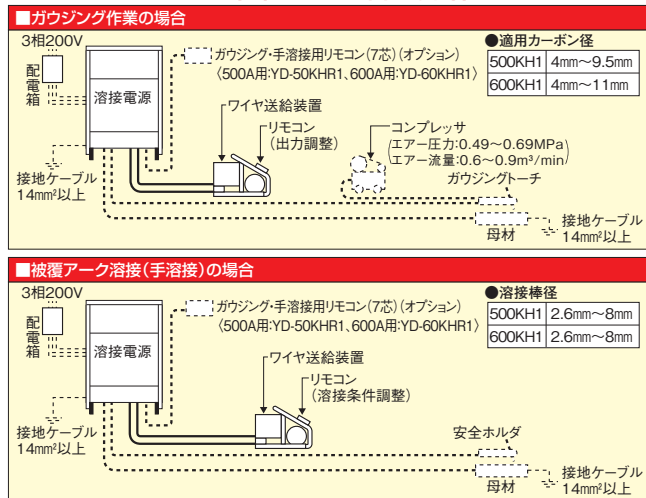 ■ガウジング作業の場合
3相200V
配電箱
溶接電源
接地ケーブル
14mm²以上
ガウジング・手溶接用リモコン(7芯)(オプション)
〈500A用:YD-50KHR1、600A用:YD-60KHR1〉
ワイヤ送給装置
リモコン
(出力調整)
コンプレッサ
(エアー圧力:0.49～0.69MPa
エアー流量:0.6～0.9m³/min)
ガウジングトーチ
母材
接地ケーブル
14mm²以上
●適用カーボン径
500KH1 4mm～9.5mm
600KH1 4mm～11mm
■被覆アーク溶接(手溶接)の場合
3相200V
配電箱
溶接電源
接地ケーブル
14mm²以上
ガウジング・手溶接用リモコン(7芯)(オプション)
〈500A用:YD-50KHR1、600A用:YD-60KHR1〉
ワイヤ送給装置
リモコン
(溶接条件調整)
安全ホルダ
母材
接地ケーブル
14mm²以上
●溶接棒径
500KH1 2.6mm～8mm
600KH1 2.6mm～8mm